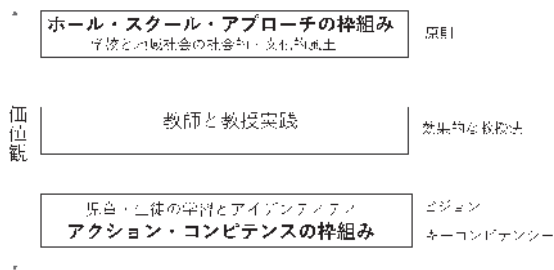 ホール・スクール・アプローチの枠組み
学校と地域社会の社会的・文化的風土
原則
価値観
教師と教授実践
効果的な教授法
児童・生徒の学習とアイデンティティ
アクション・コンピテンスの枠組み
ビジョン
キーコンピテンシー